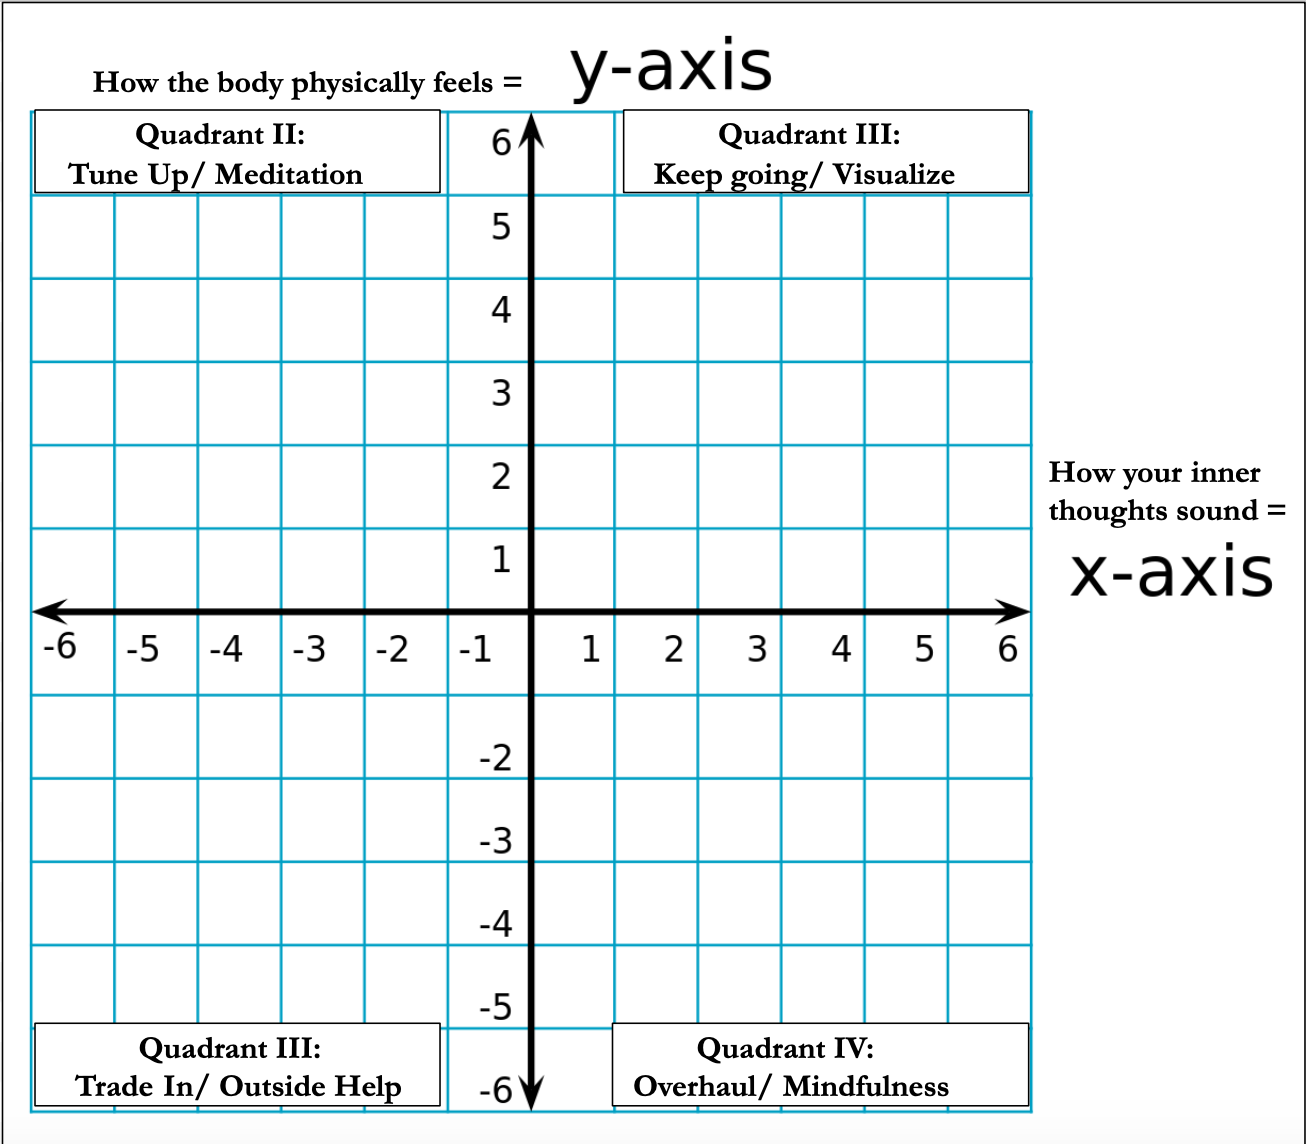 How the body physically feels = y-axis
Quadrant II:
Tune Up/ Meditation
Quadrant III:
Keep going/ Visualize
6
5
4
3
2
1
How your inner
thoughts sound =
x-axis
-6 -5 -4 -3 -2 -1 1 2 3 4 5 6
-2
-3
-4
-5
-6
Quadrant III:
Trade In/ Outside Help
Quadrant IV:
Overhaul/ Mindfulness